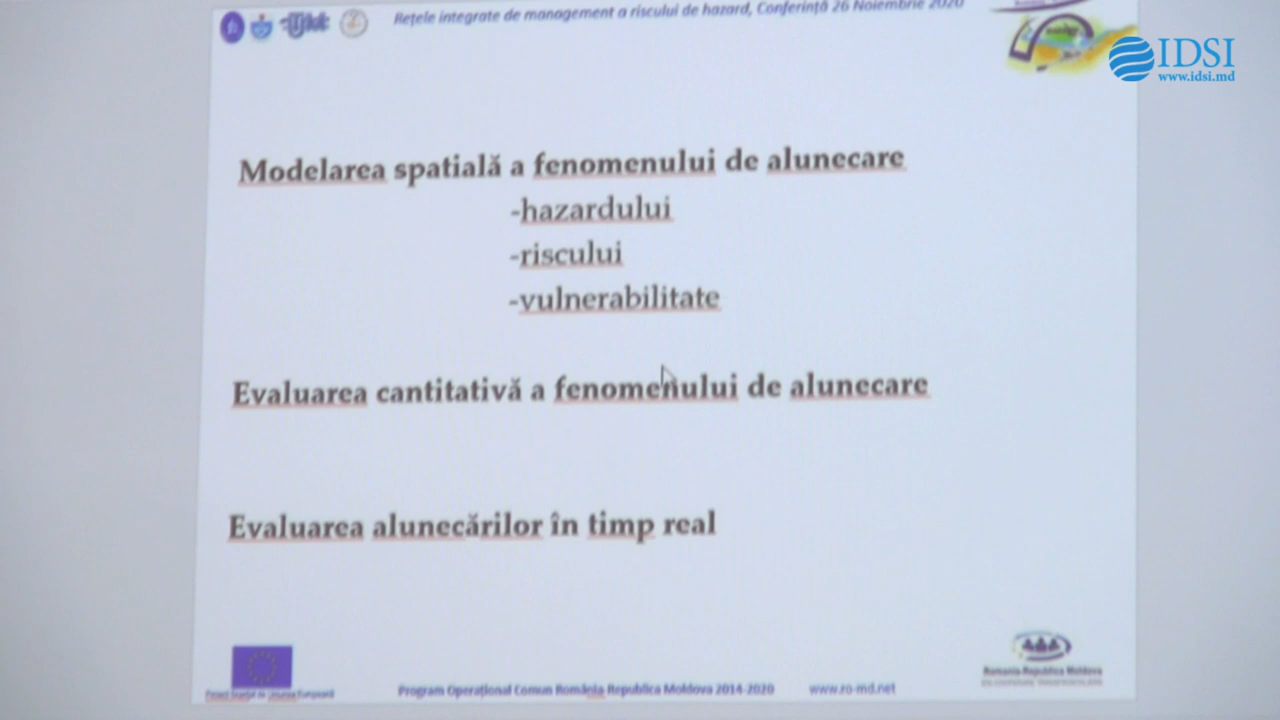 Rețele integrate de management a riscului de hazard, Conferință 26 Noiembrie 2020
IDSI
www.idsi.md
Modelarea spatială a fenomenului de alunecare
-hazardului
-riscului
-vulnerabilitate
Evaluarea cantitativă a fenomenului de alunecare
Evaluarea alunecărilor în timp real
Program Operațional Comun România Republica Moldova 2014-2020
www.ro-md.net
Romania-Republica Moldova